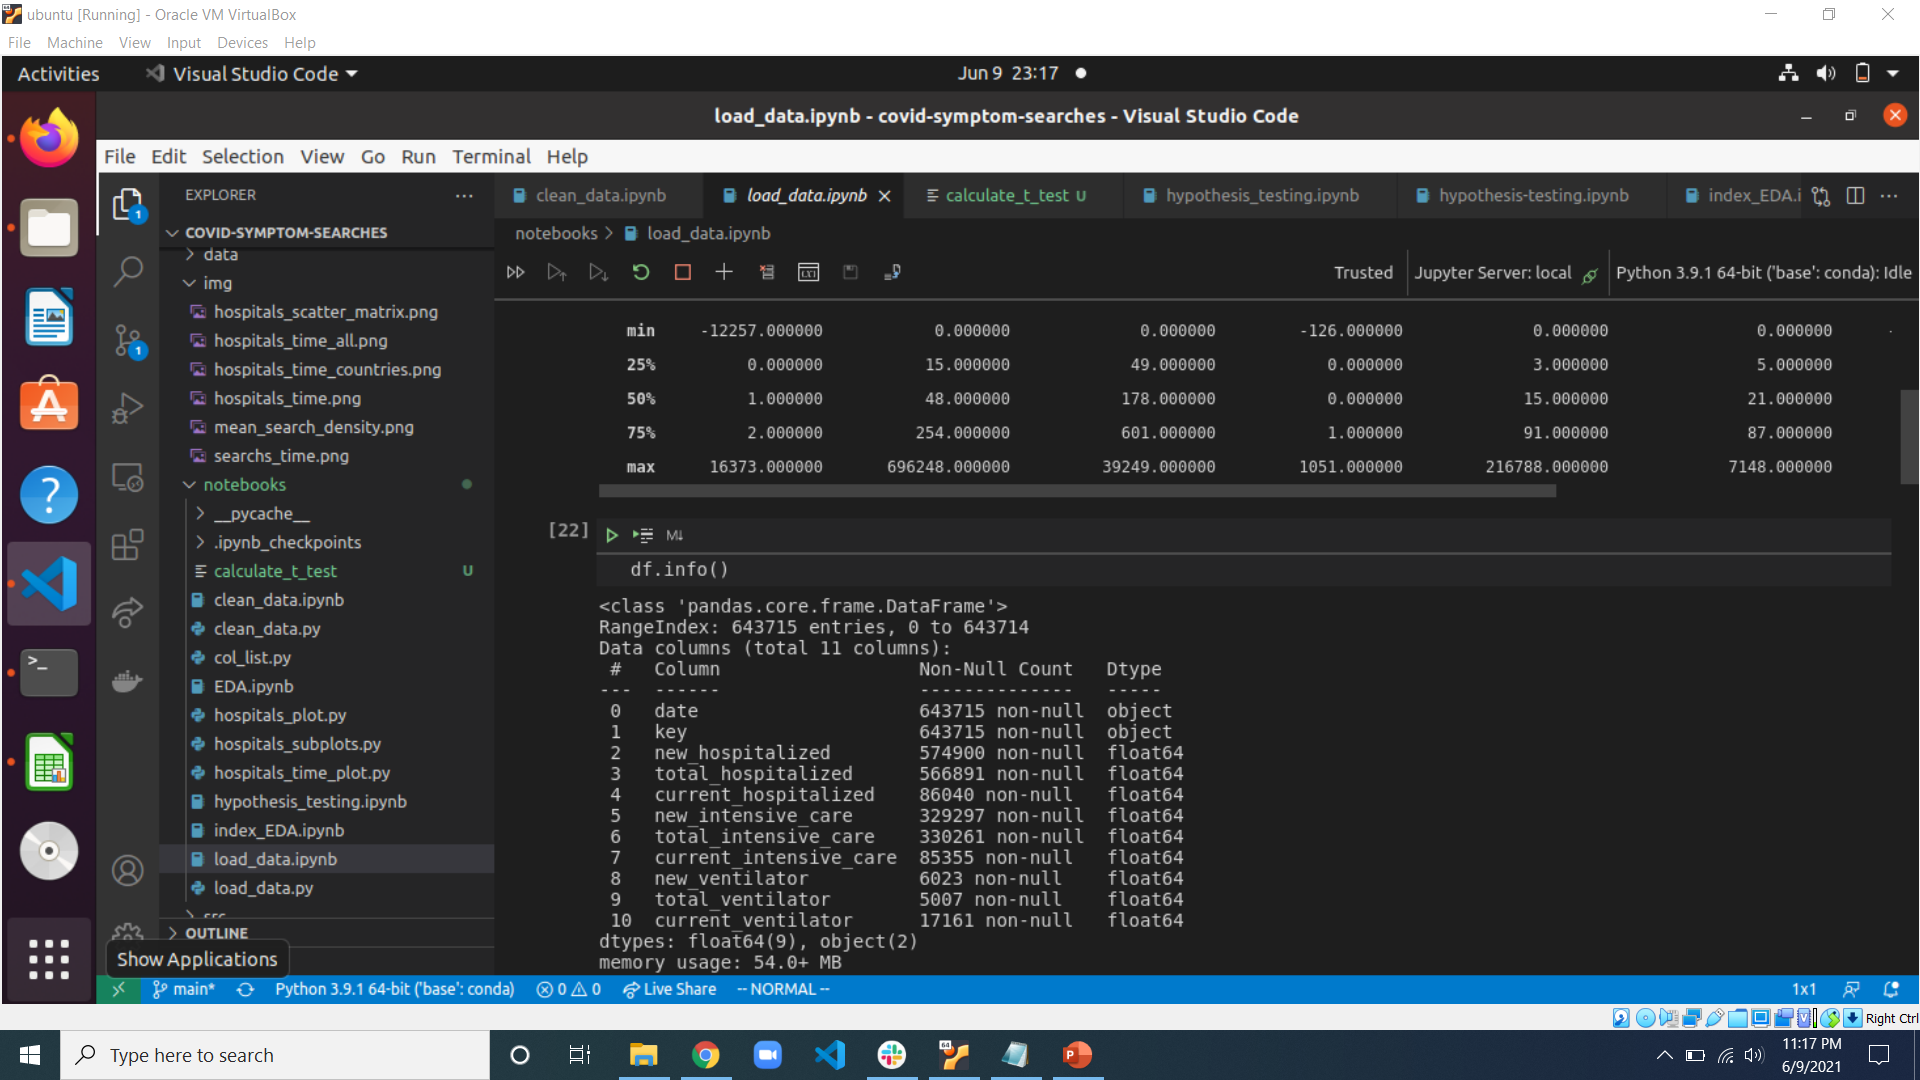 ubuntu [Running] - Oracle VM VirtualBox
File Machine View Input Devices Help
Activities Visual Studio Code Jun 9 23:17
load_data.ipynb - covid-symptom-searches - Visual Studio Code
File Edit Selection View Go Run Terminal Help
EXPLORER
clean_data.ipynb load_data.ipynb calculate_t_test U hypothesis_testing.ipynb hypothesis-testing.ipynb index_EDA.i
COVID-SYMPTOM-SEARCHES
notebooks > load_data.ipynb
Trusted Jupyter Server: local Python 3.9.1 64-bit ('base': conda): Idle
data
img
hospitals_scatter_matrix.png
hospitals_time_all.png
hospitals_time_countries.png
hospitals_time.png
mean_search_density.png
searchs_time.png
notebooks
__pycache__
.ipynb_checkpoints
calculate_t_test U
clean_data.ipynb
clean_data.py
col_list.py
EDA.ipynb
hospitals_plot.py
hospitals_subplots.py
hospitals_time_plot.py
hypothesis_testing.ipynb
index_EDA.ipynb
load_data.ipynb
load_data.py
src
OUTLINE
Show Applications
min -12257.000000 0.000000 0.000000 -126.000000 0.000000 0.000000
25% 0.000000 15.000000 49.000000 0.000000 3.000000 5.000000
50% 1.000000 48.000000 178.000000 0.000000 15.000000 21.000000
75% 2.000000 254.000000 601.000000 1.000000 91.000000 87.000000
max 16373.000000 696248.000000 39249.000000 1051.000000 216788.000000 7148.000000
[22] M↓
df.info()
<class 'pandas.core.frame.DataFrame'>
RangeIndex: 643715 entries, 0 to 643714
Data columns (total 11 columns):
# Column Non-Null Count Dtype
--- ------ -------------- -----
0 date 643715 non-null object
1 key 643715 non-null object
2 new_hospitalized 574900 non-null float64
3 total_hospitalized 566891 non-null float64
4 current_hospitalized 86040 non-null float64
5 new_intensive_care 329297 non-null float64
6 total_intensive_care 330261 non-null float64
7 current_intensive_care 85355 non-null float64
8 new_ventilator 6023 non-null float64
9 total_ventilator 5007 non-null float64
10 current_ventilator 17161 non-null float64
dtypes: float64(9), object(2)
memory usage: 54.0+ MB
main* Python 3.9.1 64-bit ('base': conda) 0 0 Live Share -- NORMAL -- 1x1
Right Ctrl
Type here to search
11:17 PM
6/9/2021